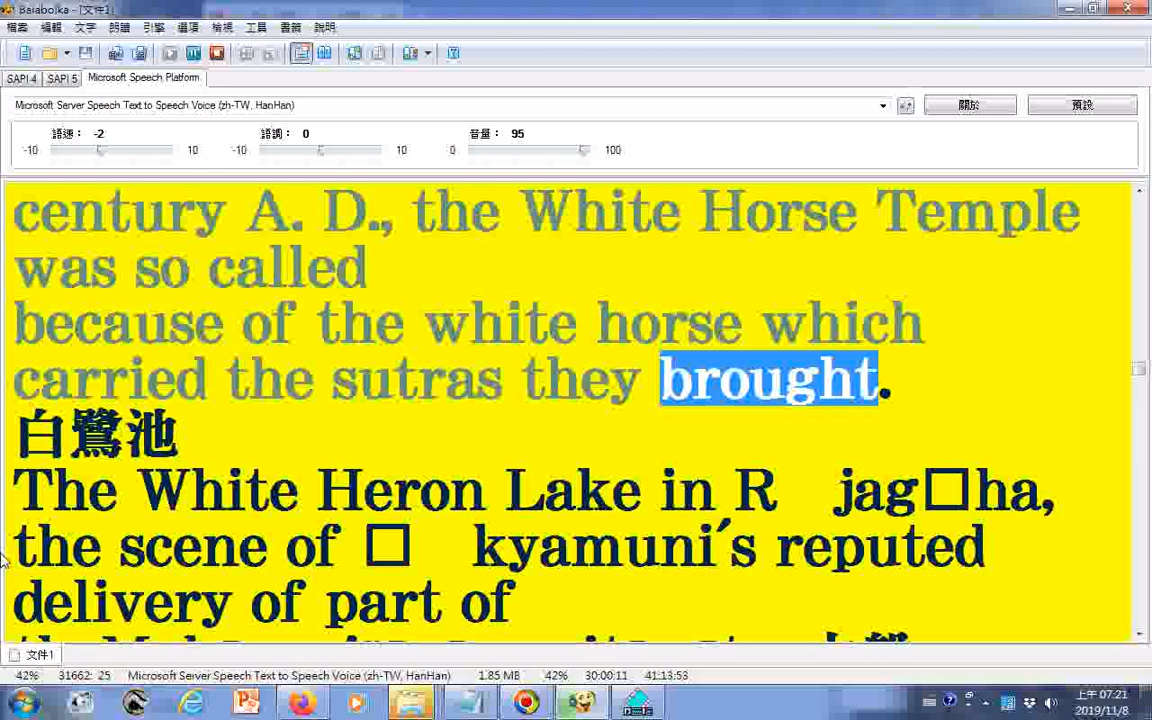 Balabolka - [文件1]
檔案 編輯 文字 朗讀 引擎 選項 檢視 工具 書籤 說明
SAPI 4 SAPI 5 Microsoft Speech Platform
Microsoft Server Speech Text to Speech Voice (zh-TW, HanHan) 關於 預設
語速： -2 語調： 0 音量： 95
-10 10 -10 10 0 100
century A. D., the White Horse Temple
was so called
because of the white horse which
carried the sutras they brought.
白鷺池
The White Heron Lake in R jag□ha,
the scene of □ kyamuni's reputed
delivery of part of
文件1
42% 31662: 25 Microsoft Server Speech Text to Speech Voice (zh-TW, HanHan) 1.85 MB 42% 30:00:11 41:13:53
上午 07:21
2019/11/8